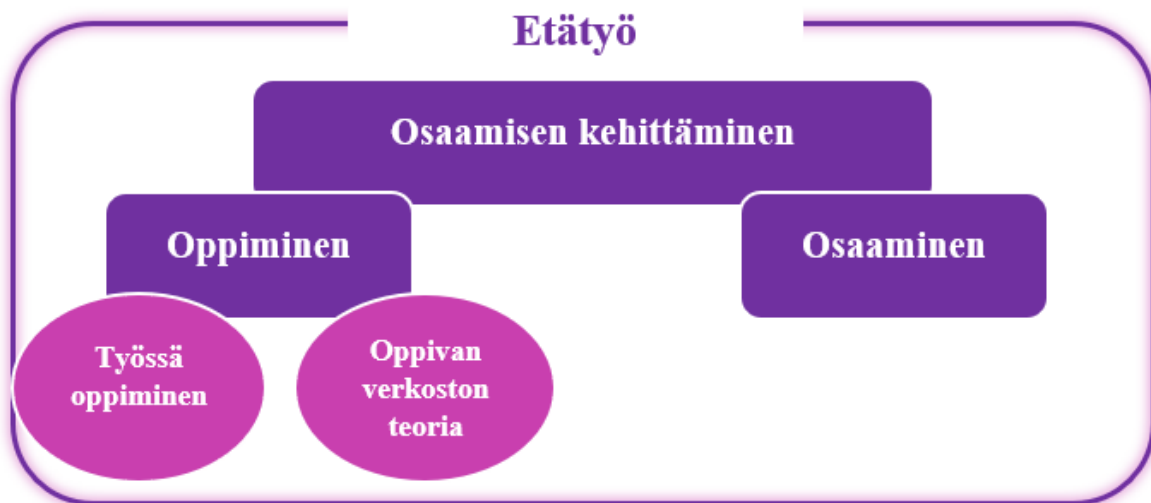 Etätyö
Osaamisen kehittäminen
Oppiminen
Osaaminen
Työssä
oppiminen
Oppivan
verkoston
teoria